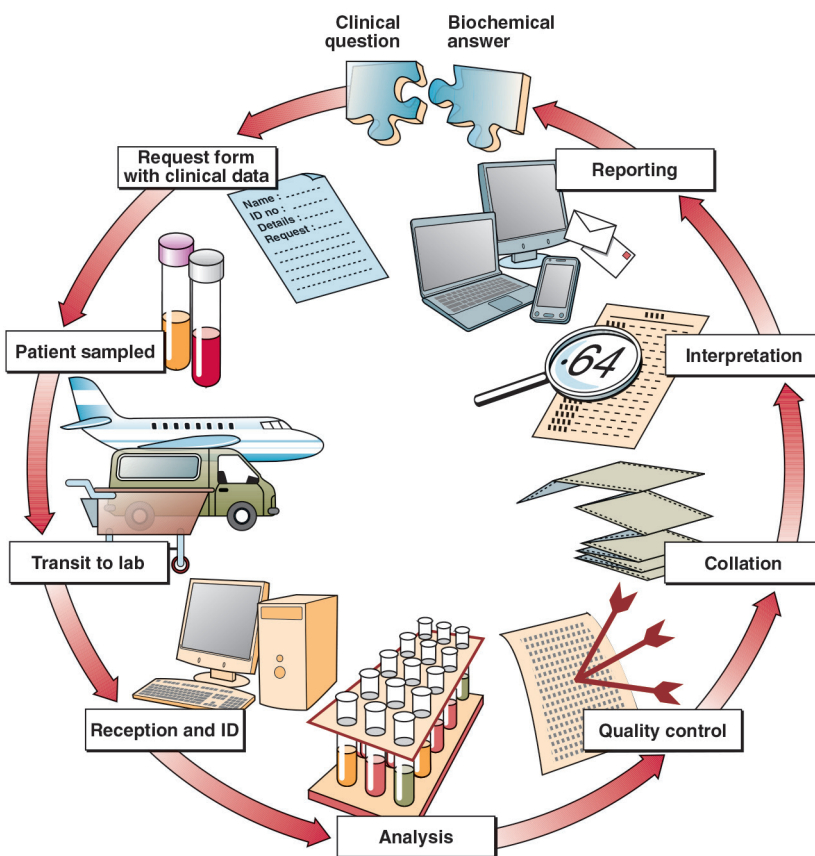 Clinical
question
Biochemical
answer
Request form
with clinical data
Name :
ID no :
Details :
Request :
Reporting
Patient sampled
.64
Interpretation
Transit to lab
Collation
Reception and ID
Quality control
Analysis